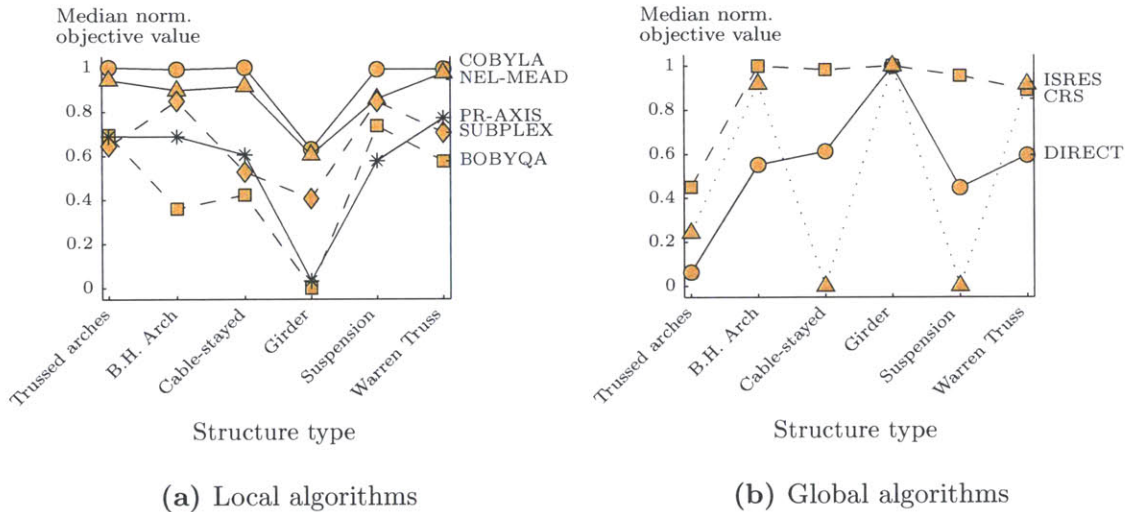 Median norm.
objective value
1
0.8
0.6
0.4
0.2
0
COBYLA
NEL-MEAD
PR-AXIS
SUBPLEX
BOBYQA
Trussed arches
B.H. Arch
Cable-stayed
Girder
Suspension
Warren Truss
Structure type
(a) Local algorithms
Median norm.
objective value
1
0.8
0.6
0.4
0.2
0
ISRES
CRS
DIRECT
Trussed arches
B.H. Arch
Cable-stayed
Girder
Suspension
Warren Truss
Structure type
(b) Global algorithms